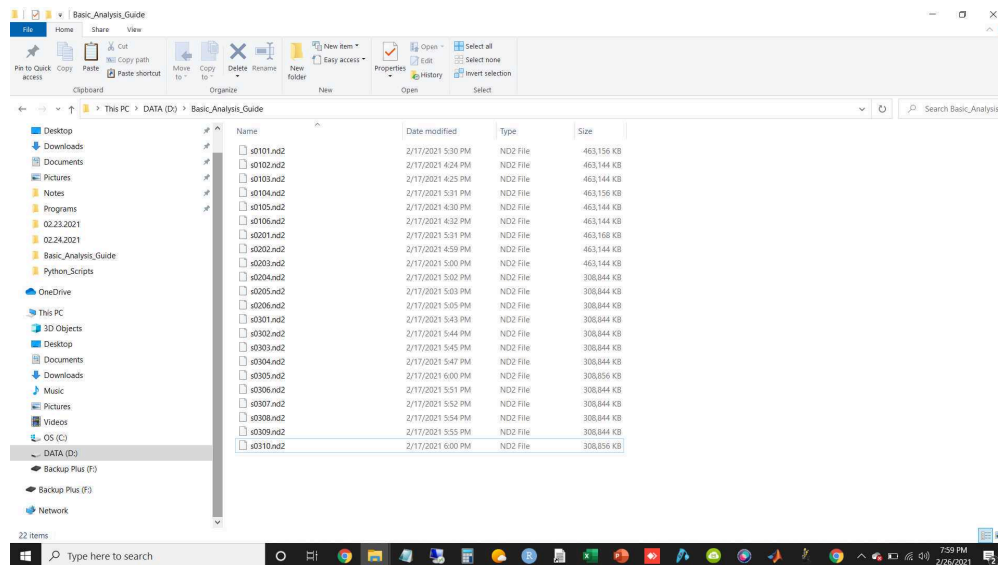 Basic_Analysis_Guide
File Home Share View
Pin to Quick access
Copy
Paste
Cut
Copy path
Paste shortcut
Clipboard
Move to
Copy to
Delete
Rename
Organize
New folder
New item
Easy access
New
Properties
Open
Edit
History
Open
Select all
Select none
Invert selection
Select
This PC > DATA (D:) > Basic_Analysis_Guide
Search Basic_Analysis
Desktop
Downloads
Documents
Pictures
Notes
Programs
02.23.2021
02.24.2021
Basic_Analysis_Guide
Python_Scripts
OneDrive
This PC
3D Objects
Desktop
Documents
Downloads
Music
Pictures
Videos
OS (C:)
DATA (D:)
Backup Plus (F:)
Backup Plus (F:)
Network
Name Date modified Type Size
s0101.nd2 2/17/2021 5:30 PM ND2 File 463,156 KB
s0102.nd2 2/17/2021 4:24 PM ND2 File 463,144 KB
s0103.nd2 2/17/2021 4:25 PM ND2 File 463,144 KB
s0104.nd2 2/17/2021 5:31 PM ND2 File 463,156 KB
s0105.nd2 2/17/2021 4:30 PM ND2 File 463,144 KB
s0106.nd2 2/17/2021 4:32 PM ND2 File 463,144 KB
s0201.nd2 2/17/2021 5:31 PM ND2 File 463,168 KB
s0202.nd2 2/17/2021 4:59 PM ND2 File 463,144 KB
s0203.nd2 2/17/2021 5:00 PM ND2 File 463,144 KB
s0204.nd2 2/17/2021 5:02 PM ND2 File 308,844 KB
s0205.nd2 2/17/2021 5:03 PM ND2 File 308,844 KB
s0206.nd2 2/17/2021 5:05 PM ND2 File 308,844 KB
s0301.nd2 2/17/2021 5:43 PM ND2 File 308,844 KB
s0302.nd2 2/17/2021 5:44 PM ND2 File 308,844 KB
s0303.nd2 2/17/2021 5:45 PM ND2 File 308,844 KB
s0304.nd2 2/17/2021 5:47 PM ND2 File 308,844 KB
s0305.nd2 2/17/2021 6:00 PM ND2 File 308,856 KB
s0306.nd2 2/17/2021 5:51 PM ND2 File 308,844 KB
s0307.nd2 2/17/2021 5:52 PM ND2 File 308,844 KB
s0308.nd2 2/17/2021 5:54 PM ND2 File 308,844 KB
s0309.nd2 2/17/2021 5:55 PM ND2 File 308,844 KB
s0310.nd2 2/17/2021 6:00 PM ND2 File 308,856 KB
22 items
Type here to search
7:59 PM
2/26/2021